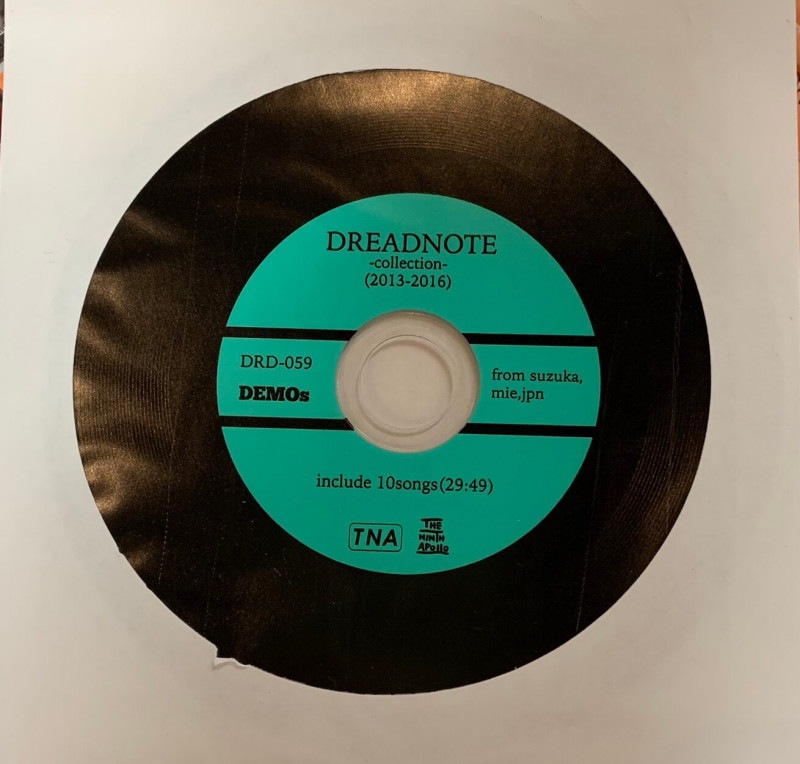 DREADNOTE
-collection-
(2013-2016)
DRD-059
DEMOs
from suzuka,
mie,jpn
include 10songs(29:49)
TNA
THE
NINTH
APOllO